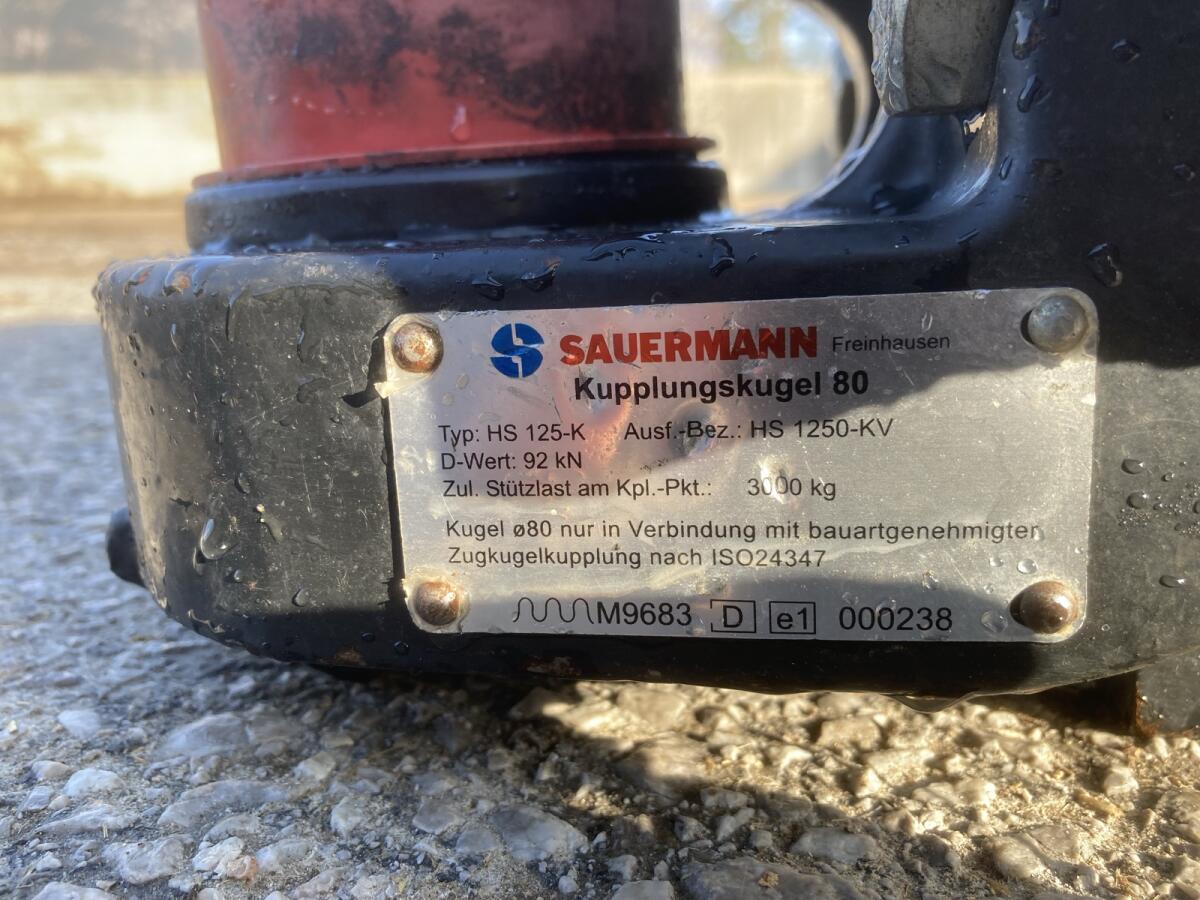 SAUERMANN Freinhausen
Kupplungskugel 80
Typ: HS 125-K Ausf.-Bez.: HS 1250-KV
D-Wert: 92 kN
Zul. Stützlast am Kpl.-Pkt.: 3000 kg
Kugel ø80 nur in Verbindung mit bauartgenehmigter
Zugkugelkupplung nach ISO24347
M9683 D e1 000238